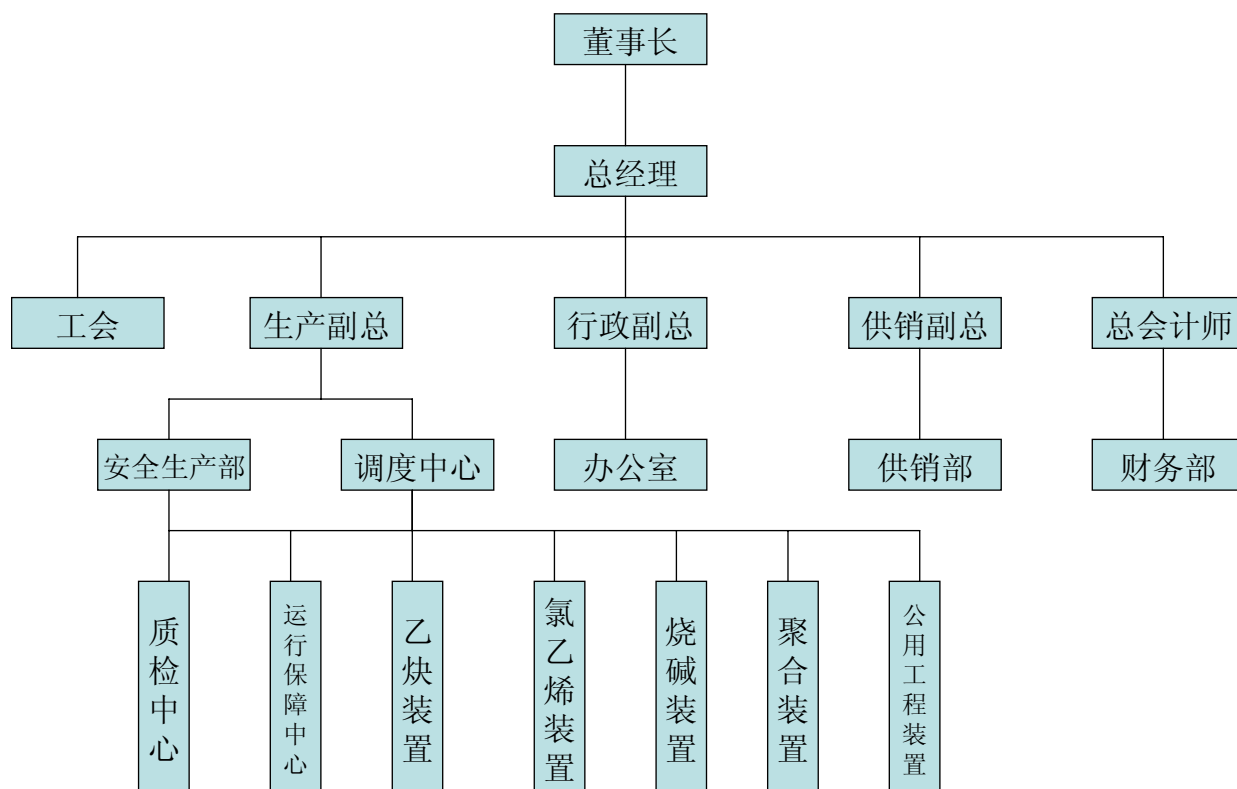 董事长
总经理
工会
生产副总
行政副总
供销副总
总会计师
安全生产部
调度中心
办公室
供销部
财务部
质检中心
运行保障中心
乙炔装置
氯乙烯装置
烧碱装置
聚合装置
公用工程装置